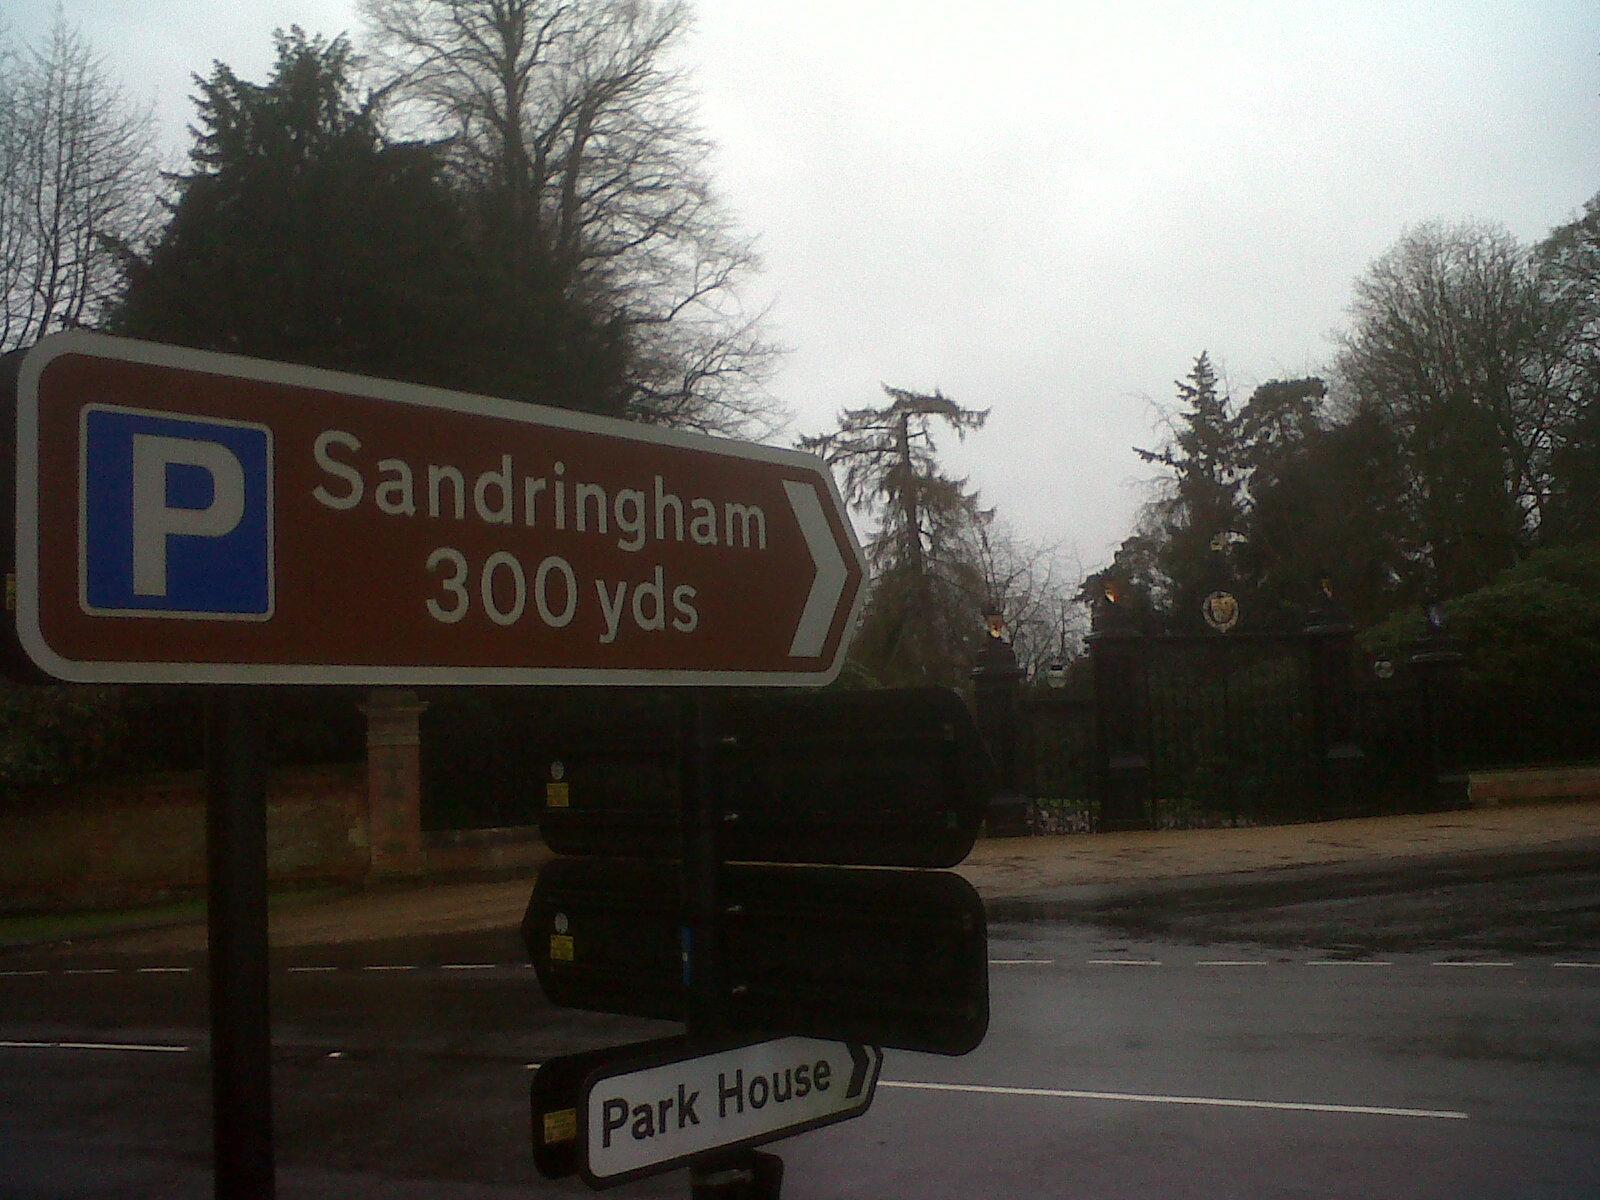 P
Sandringham
300 yds
Park House